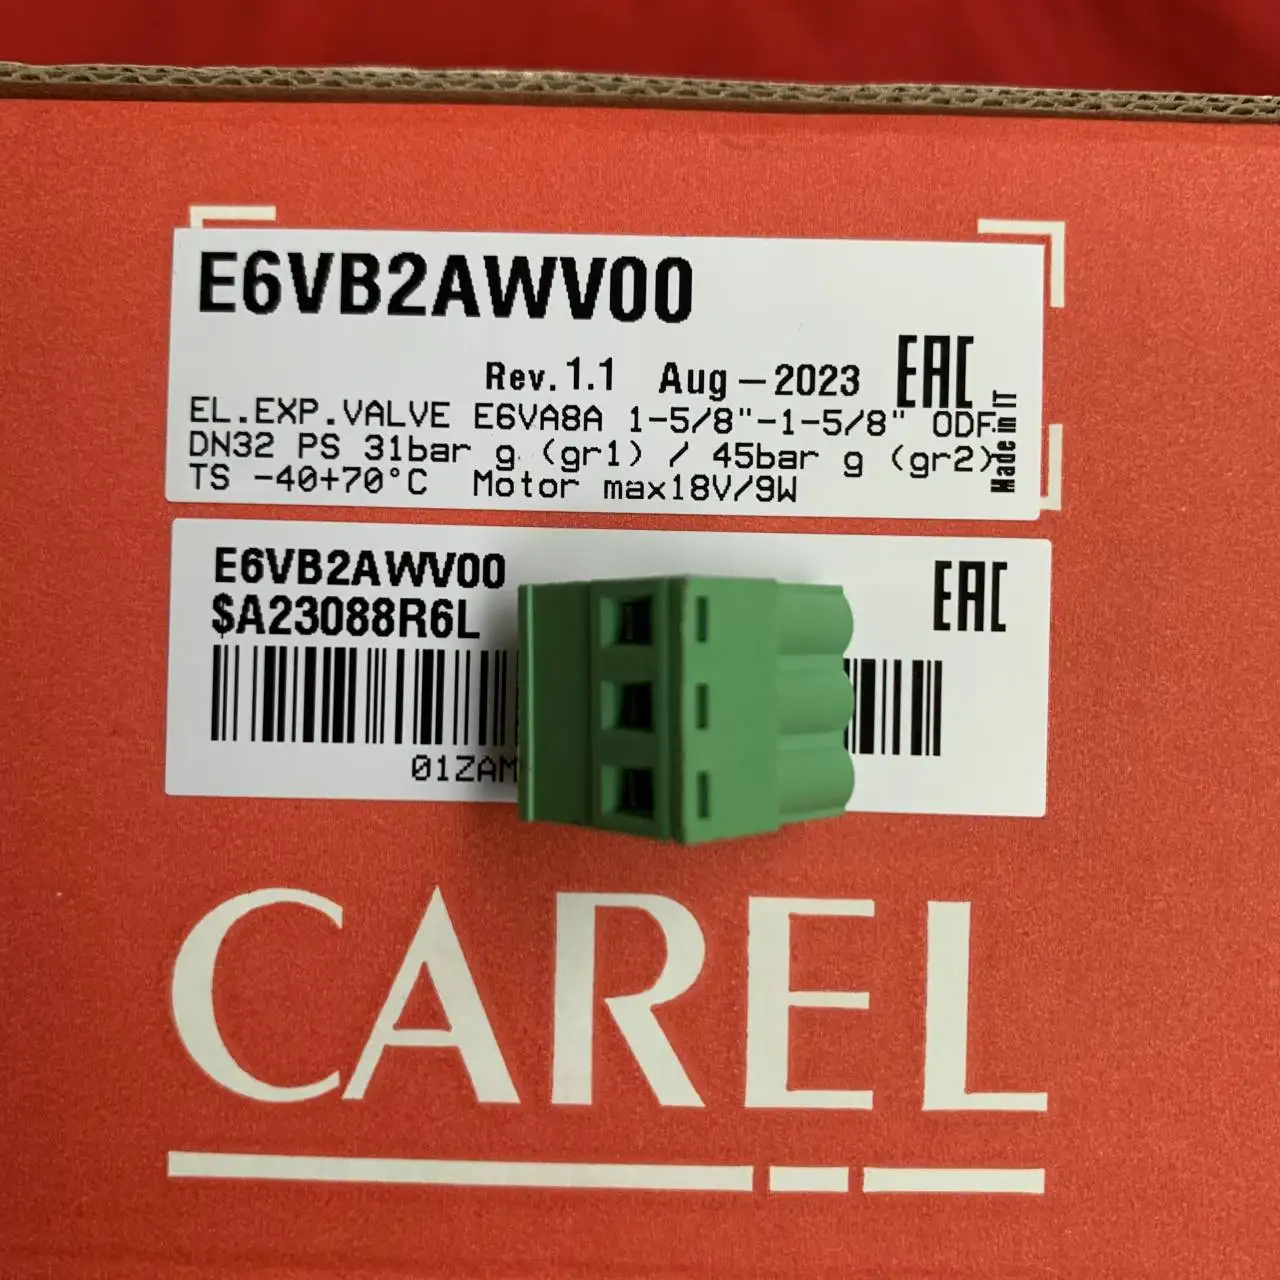 E6VB2AWV00
Rev. 1.1 Aug-2023 EAC
EL.EXP.VALVE E6VA8A 1-5/8"-1-5/8" ODF
DN32 PS 31bar g (gr1) / 45bar g (gr2)
TS -40+70°C Motor max18V/9W
Made in IT
E6VB2AWV00 EAC
$A23088R6L
01ZAM
CAREL